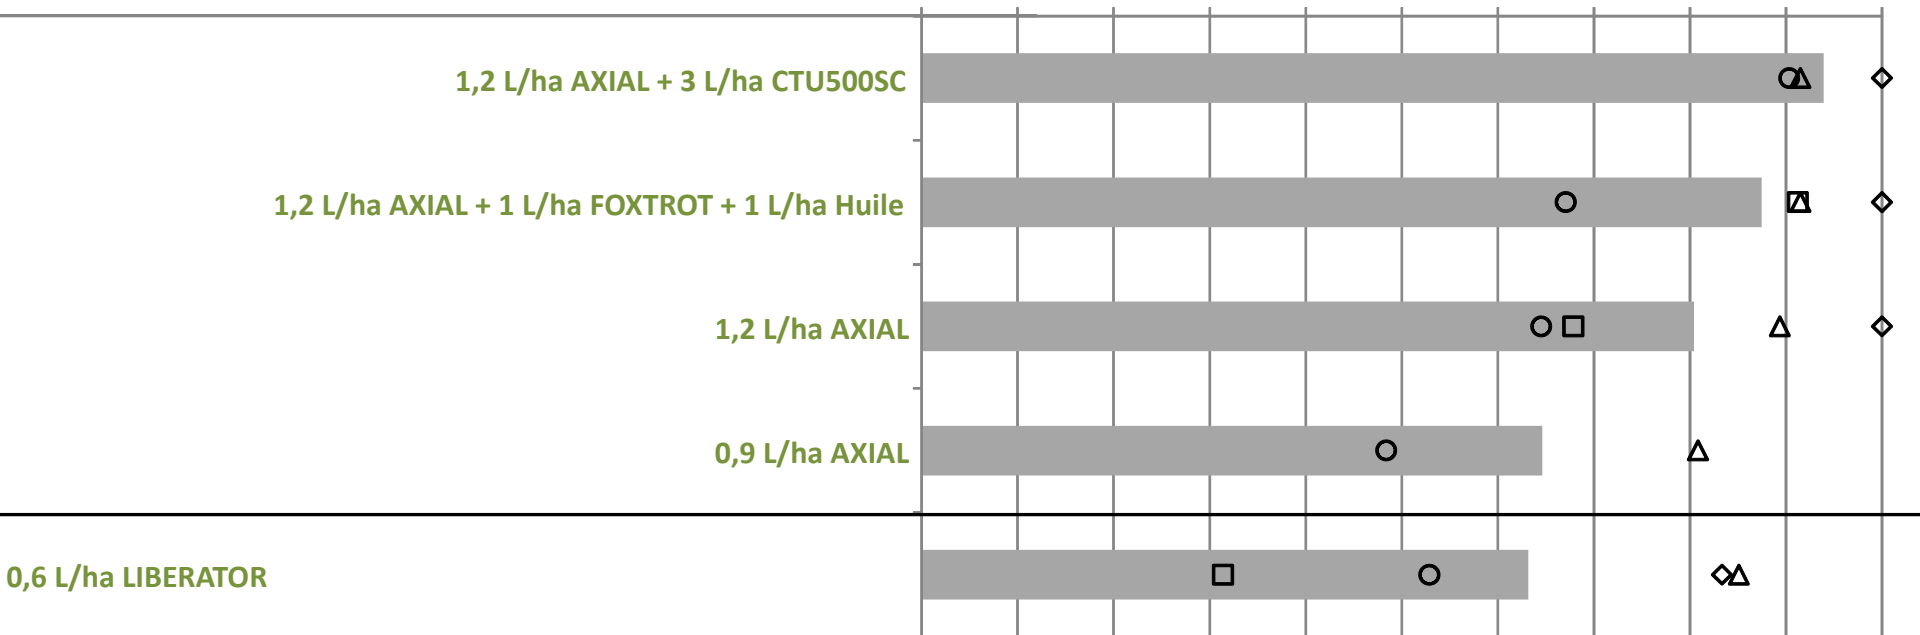 1,2 L/ha AXIAL + 3 L/ha CTU500SC
1,2 L/ha AXIAL + 1 L/ha FOXTROT + 1 L/ha Huile
1,2 L/ha AXIAL
0,9 L/ha AXIAL
0,6 L/ha LIBERATOR